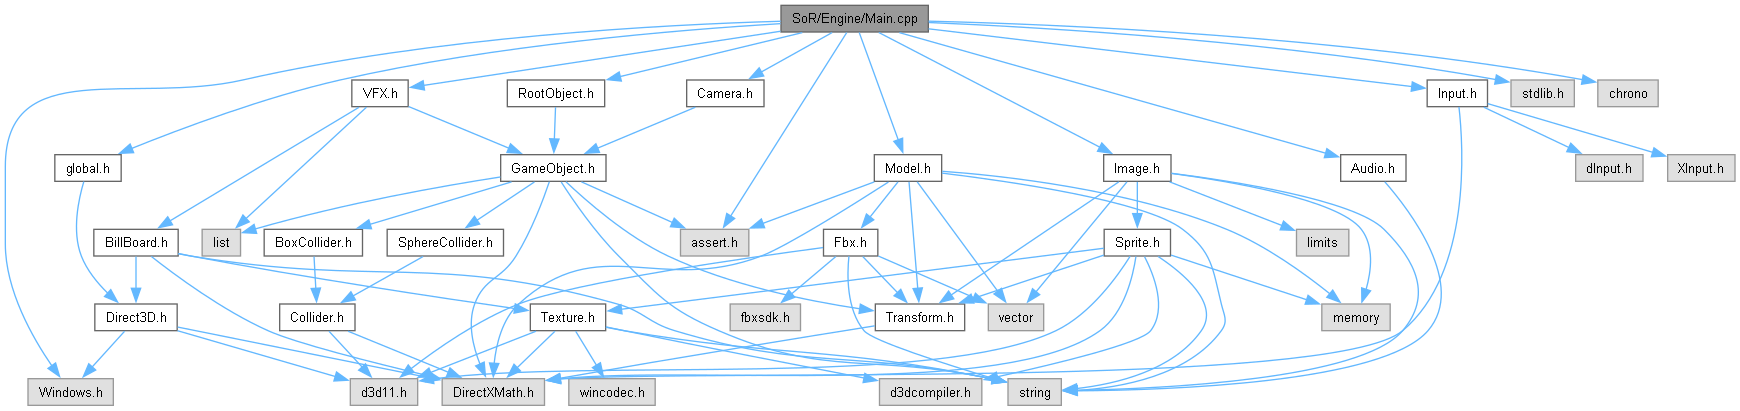 SoR/Engine/Main.cpp
VFX.h
RootObject.h
Camera.h
Input.h
stdlib.h
chrono
global.h
GameObject.h
Model.h
Image.h
Audio.h
dInput.h
XInput.h
BillBoard.h
list
BoxCollider.h
SphereCollider.h
assert.h
Fbx.h
Sprite.h
limits
Direct3D.h
Collider.h
Texture.h
fbxsdk.h
Transform.h
vector
memory
Windows.h
d3d11.h
DirectXMath.h
wincodec.h
d3dcompiler.h
string